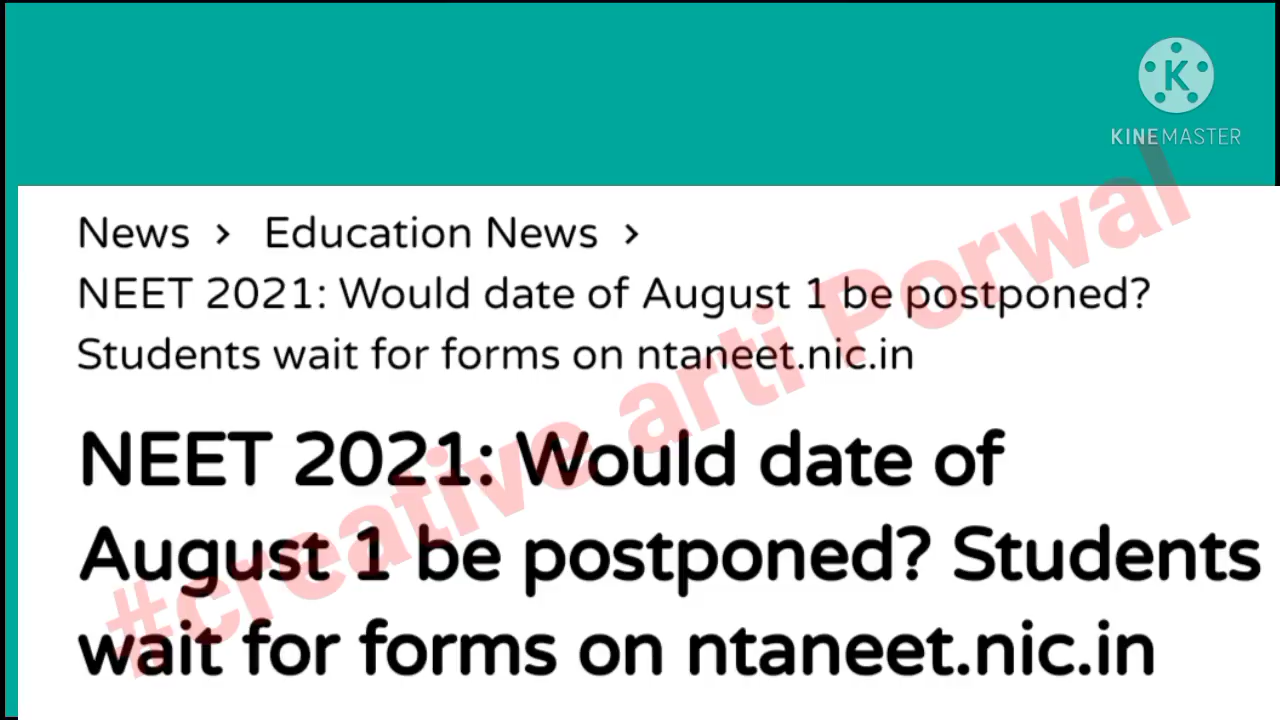 KINEMASTER
News > Education News >
NEET 2021: Would date of August 1 be postponed?
Students wait for forms on ntaneet.nic.in
NEET 2021: Would date of
August 1 be postponed? Students
wait for forms on ntaneet.nic.in
#creative arti Porwal